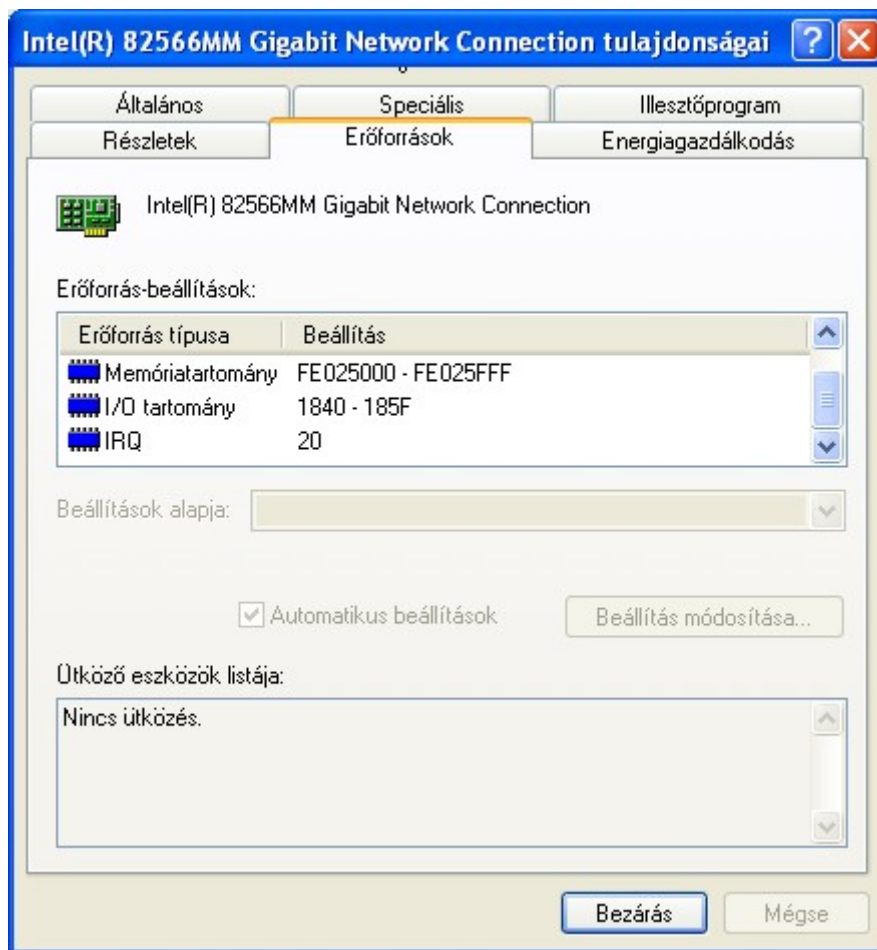 Intel(R) 82566MM Gigabit Network Connection tulajdonságai
Általános Speciális Illesztőprogram
Részletek Erőforrások Energiagazdálkodás
Intel(R) 82566MM Gigabit Network Connection
Erőforrás-beállítások:
Erőforrás típusa Beállítás
Memóriatartomány FE025000 - FE025FFF
I/O tartomány 1840 - 185F
IRQ 20
Beállítások alapja:
Automatikus beállítások Beállítás módosítása...
Ütköző eszközök listája:
Nincs ütközés.
Bezárás Mégse